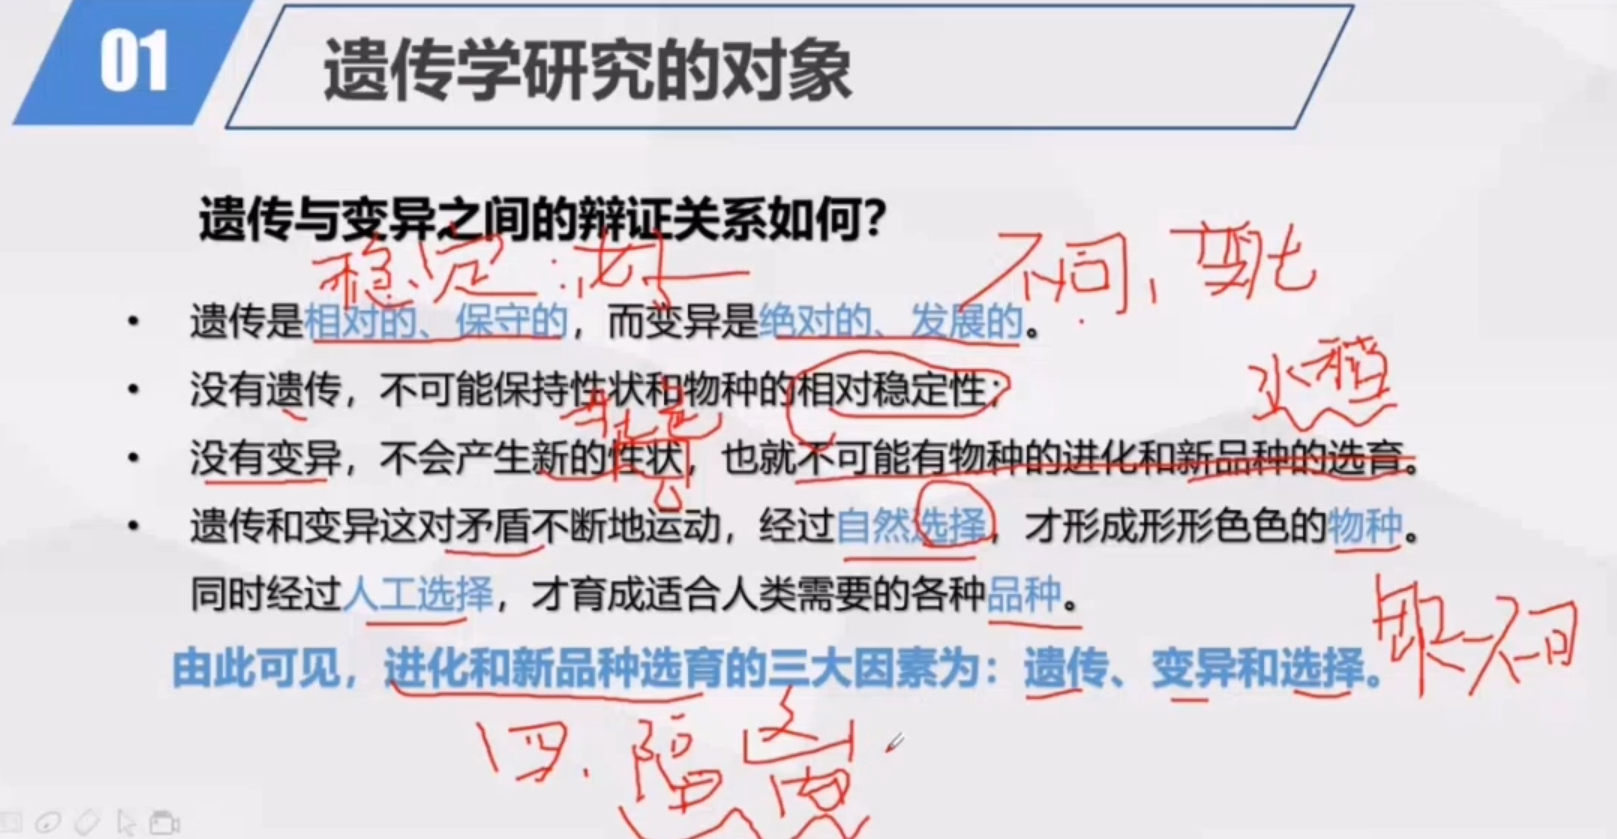 01
遗传学研究的对象
遗传与变异之间的辩证关系如何?
稳定
不同、变化
• 遗传是相对的、保守的，而变异是绝对的、发展的。
水稻
• 没有遗传，不可能保持性状和物种的相对稳定性；
• 没有变异，不会产生新的性状，也就不可能有物种的进化和新品种的选育。
• 遗传和变异这对矛盾不断地运动，经过自然选择，才形成形形色色的物种。
同时经过人工选择，才育成适合人类需要的各种品种。
缺一不可
由此可见，进化和新品种选育的三大因素为：遗传、变异和选择。
四、隔离